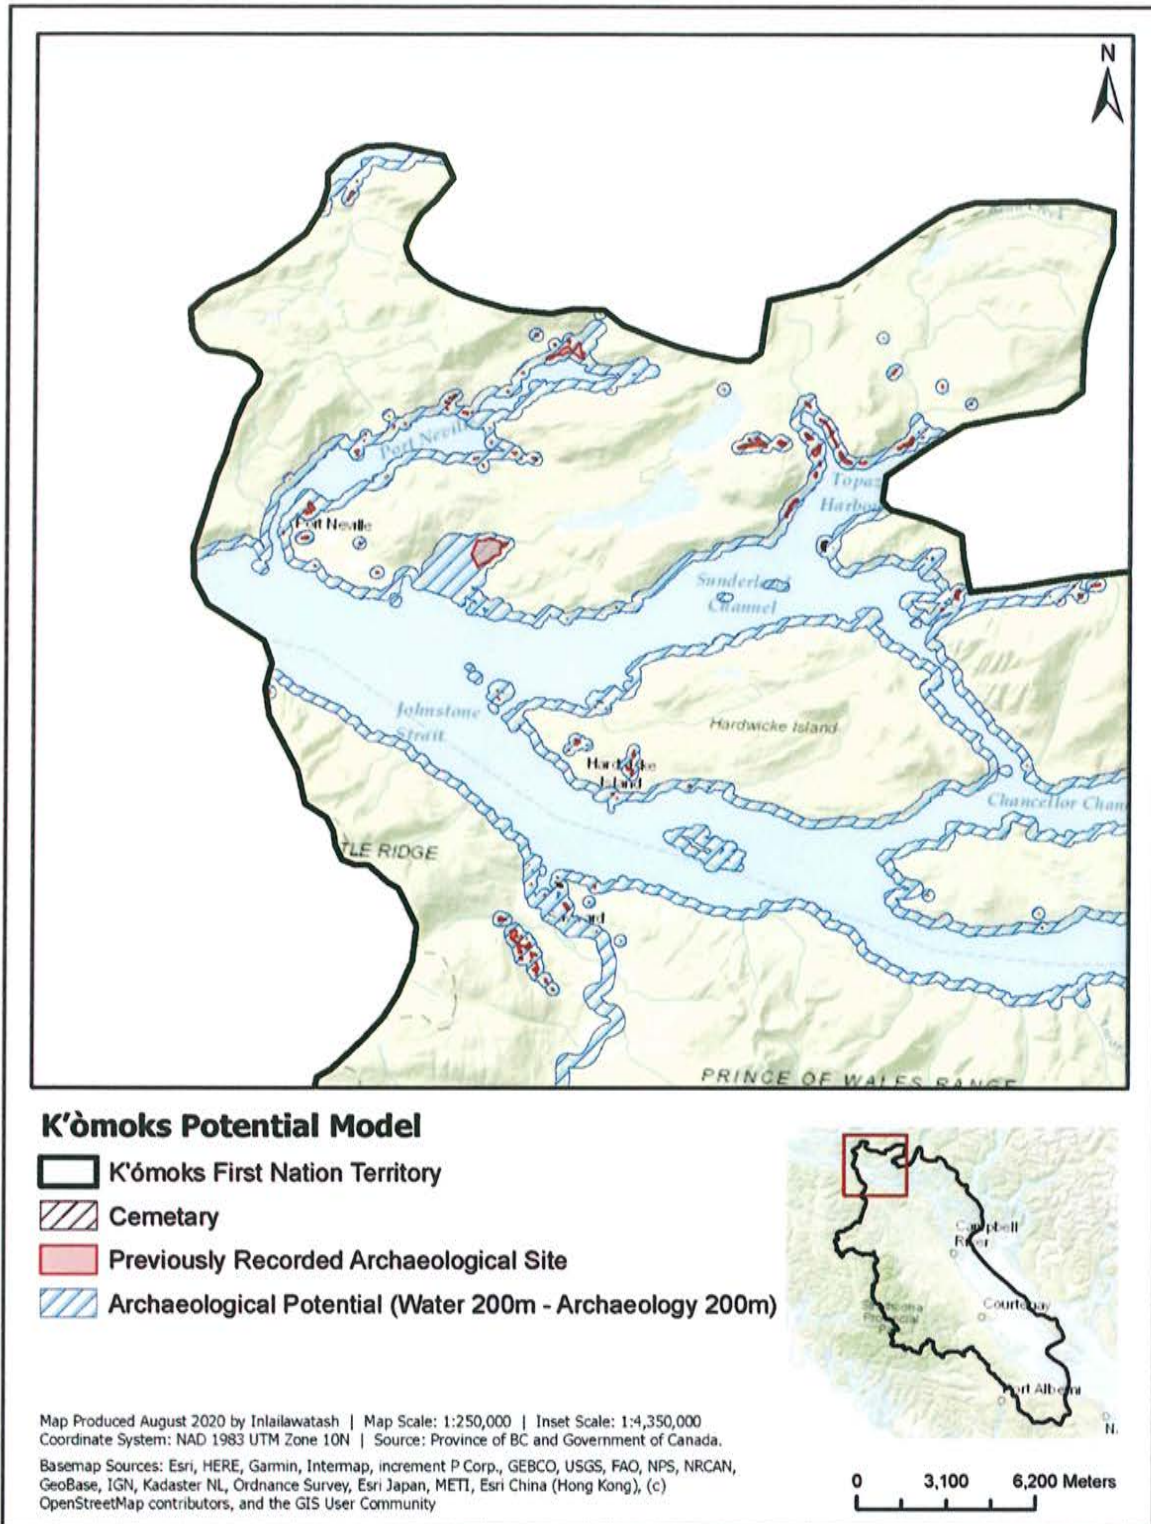 N
Port Neville
Topaz
Harbou
Port Neville
Sunderland
Channel
Johnstone
Strait
Hardwicke Island
Hardwicke
Island
Chancellor Chan
TLE RIDGE
PRINCE OF WALES RANGE
K'òmoks Potential Model
K'ómoks First Nation Territory
Cemetary
Previously Recorded Archaeological Site
Archaeological Potential (Water 200m - Archaeology 200m)
Campbell
River
Courtenay
Strathcona
Provincial
Port Alberni
N.
Map Produced August 2020 by Inlailawatash | Map Scale: 1:250,000 | Inset Scale: 1:4,350,000
Coordinate System: NAD 1983 UTM Zone 10N | Source: Province of BC and Government of Canada.
Basemap Sources: Esri, HERE, Garmin, Intermap, increment P Corp., GEBCO, USGS, FAO, NPS, NRCAN,
GeoBase, IGN, Kadaster NL, Ordnance Survey, Esri Japan, METI, Esri China (Hong Kong), (c)
OpenStreetMap contributors, and the GIS User Community
0 3,100 6,200 Meters